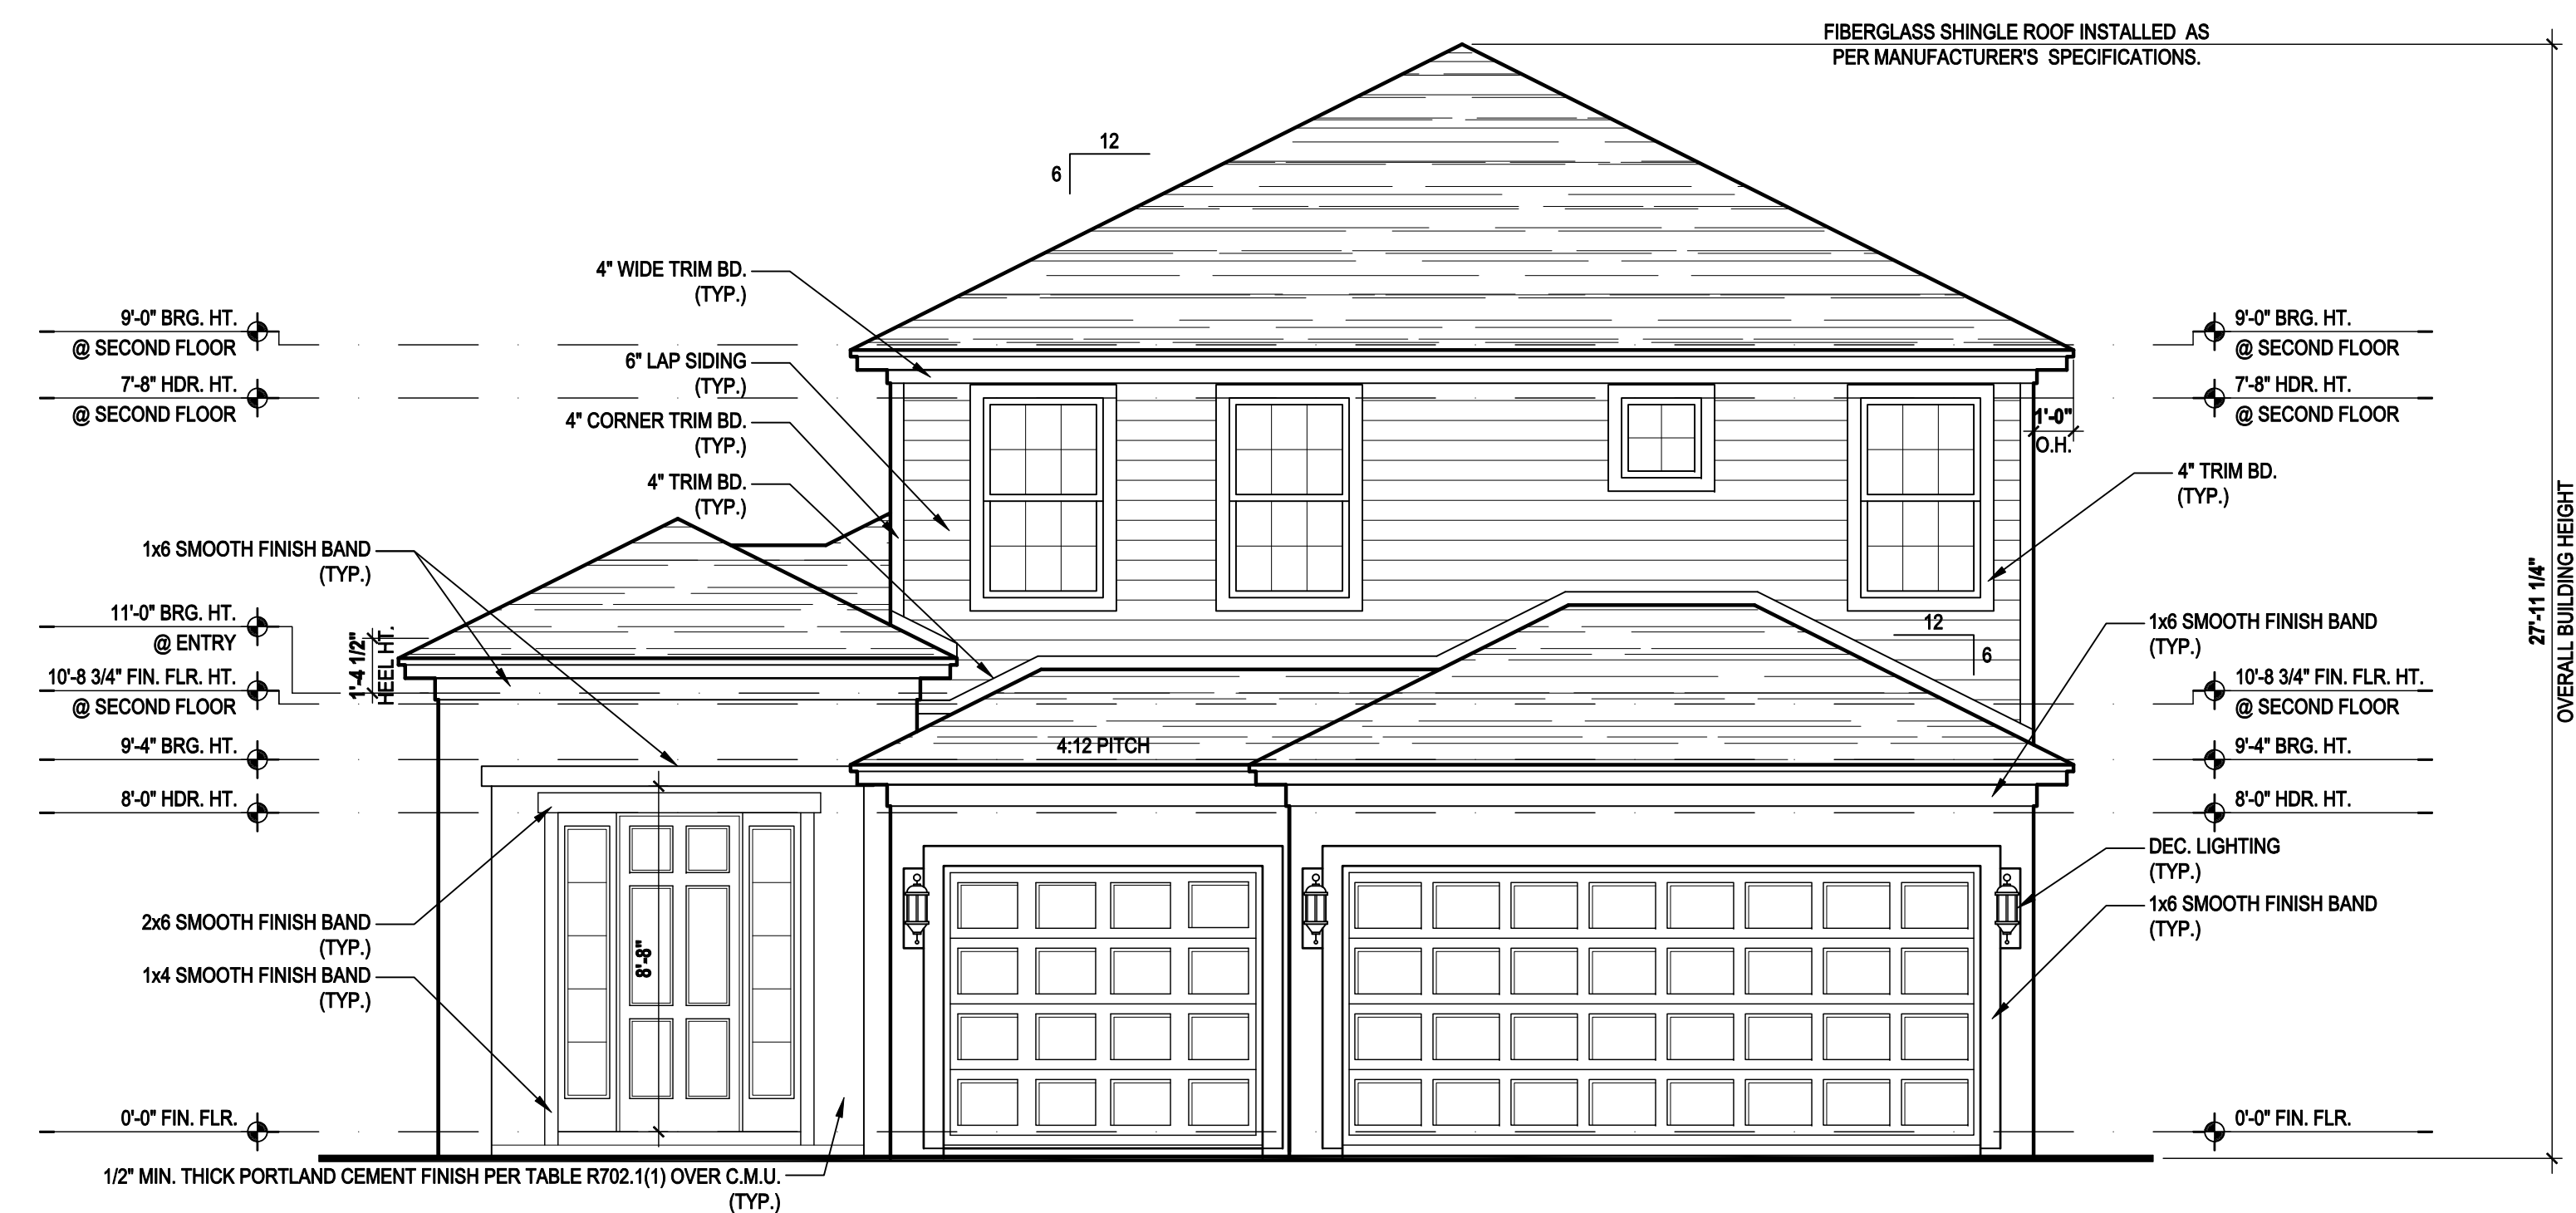 FIBERGLASS SHINGLE ROOF INSTALLED AS
PER MANUFACTURER'S SPECIFICATIONS.
12
6
4" WIDE TRIM BD.
(TYP.)
9'-0" BRG. HT.
@ SECOND FLOOR
6" LAP SIDING
(TYP.)
7'-8" HDR. HT.
@ SECOND FLOOR
4" CORNER TRIM BD.
(TYP.)
4" TRIM BD.
(TYP.)
1x6 SMOOTH FINISH BAND
(TYP.)
11'-0" BRG. HT.
@ ENTRY
1'-4 1/2"
HEEL HT.
10'-8 3/4" FIN. FLR. HT.
@ SECOND FLOOR
9'-4" BRG. HT.
8'-0" HDR. HT.
4:12 PITCH
2x6 SMOOTH FINISH BAND
(TYP.)
8'-8"
1x4 SMOOTH FINISH BAND
(TYP.)
0'-0" FIN. FLR.
1/2" MIN. THICK PORTLAND CEMENT FINISH PER TABLE R702.1(1) OVER C.M.U.
(TYP.)
9'-0" BRG. HT.
@ SECOND FLOOR
7'-8" HDR. HT.
@ SECOND FLOOR
1'-0"
O.H.
4" TRIM BD.
(TYP.)
27'-11 1/4"
OVERALL BUILDING HEIGHT
12
6
1x6 SMOOTH FINISH BAND
(TYP.)
10'-8 3/4" FIN. FLR. HT.
@ SECOND FLOOR
9'-4" BRG. HT.
8'-0" HDR. HT.
DEC. LIGHTING
(TYP.)
1x6 SMOOTH FINISH BAND
(TYP.)
0'-0" FIN. FLR.